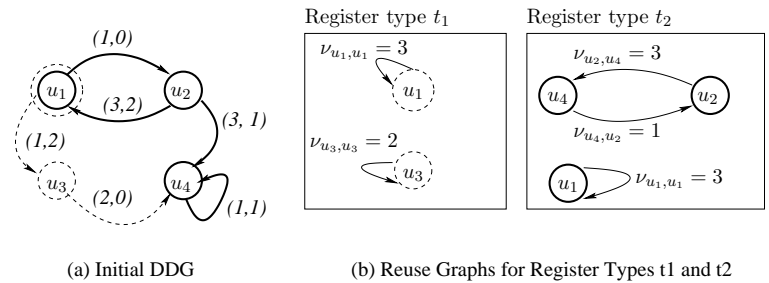 Register type t₁
Register type t₂
(1,0)
u₁
u₂
(3,2)
(1,2)
(3, 1)
u₃
u₄
(2,0)
(1,1)
ν_{u₁,u₁} = 3
u₁
ν_{u₃,u₃} = 2
u₃
ν_{u₂,u₄} = 3
u₄
u₂
ν_{u₄,u₂} = 1
u₁
ν_{u₁,u₁} = 3
(a) Initial DDG
(b) Reuse Graphs for Register Types t1 and t2